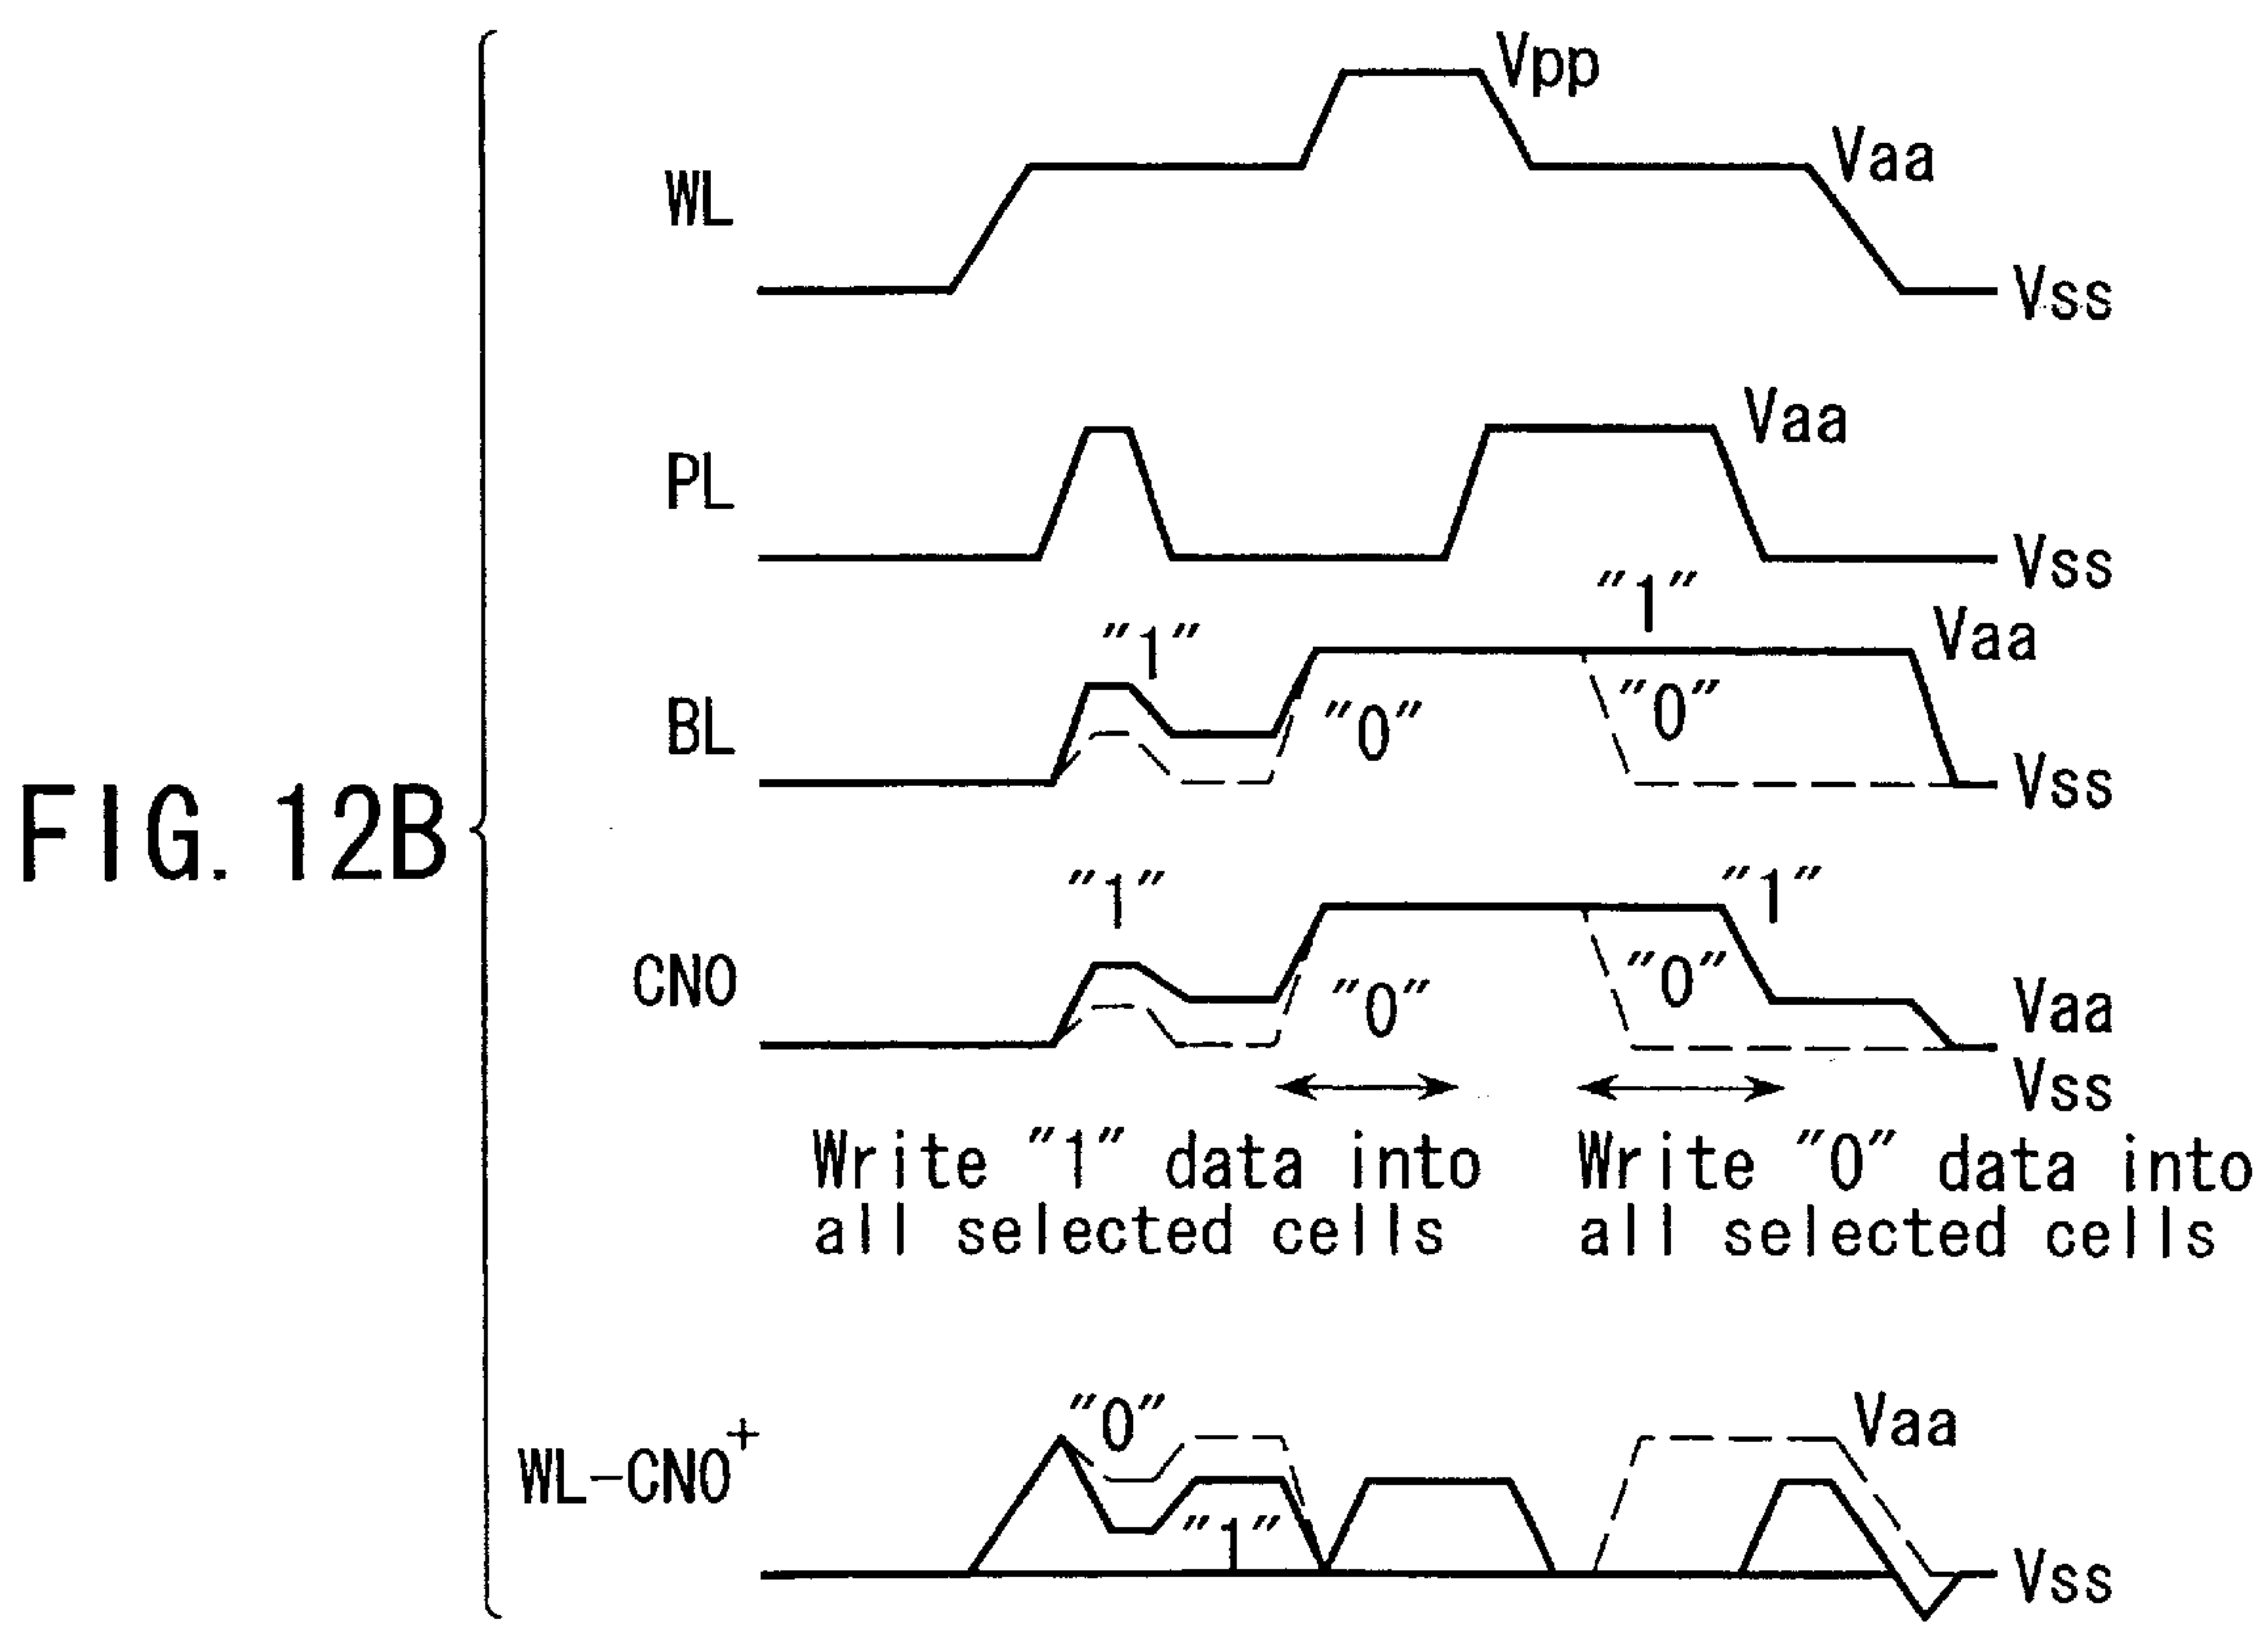 FIG. 12B
WL
Vpp
Vaa
Vss
PL
Vaa
Vss
BL
"1"
"0"
"1"
"0"
Vaa
Vss
CNO
"1"
"0"
"1"
"0"
Vaa
Vss
Write "1" data into
all selected cells
Write "0" data into
all selected cells
WL-CNO+
"0"
"1"
Vaa
Vss